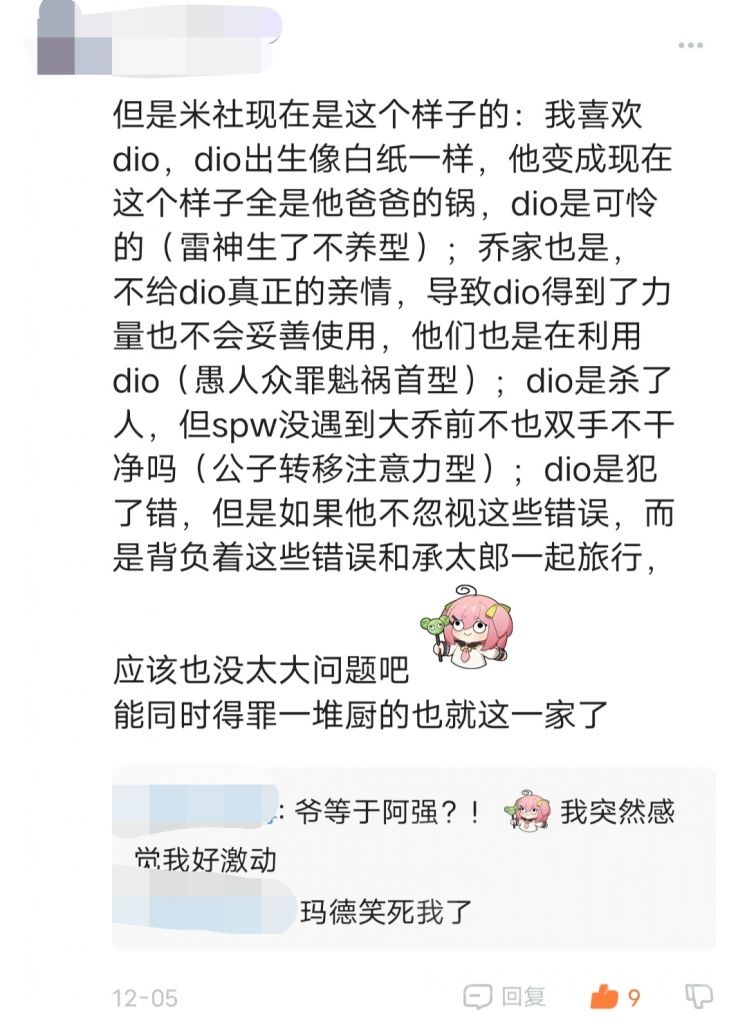 但是米社现在是这个样子的：我喜欢
dio，dio出生像白纸一样，他变成现在
这个样子全是他爸爸的锅，dio是可怜
的（雷神生了不养型）；乔家也是，
不给dio真正的亲情，导致dio得到了力
量也不会妥善使用，他们也是在利用
dio（愚人众罪魁祸首型）；dio是杀了
人，但spw没遇到大乔前不也双手不干
净吗（公子转移注意力型）；dio是犯
了错，但是如果他不忽视这些错误，而
是背负着这些错误和承太郎一起旅行，
应该也没太大问题吧
能同时得罪一堆厨的也就这一家了
：爷等于阿强？！ 我突然感
觉我好激动
玛德笑死我了
12-05 回复 9